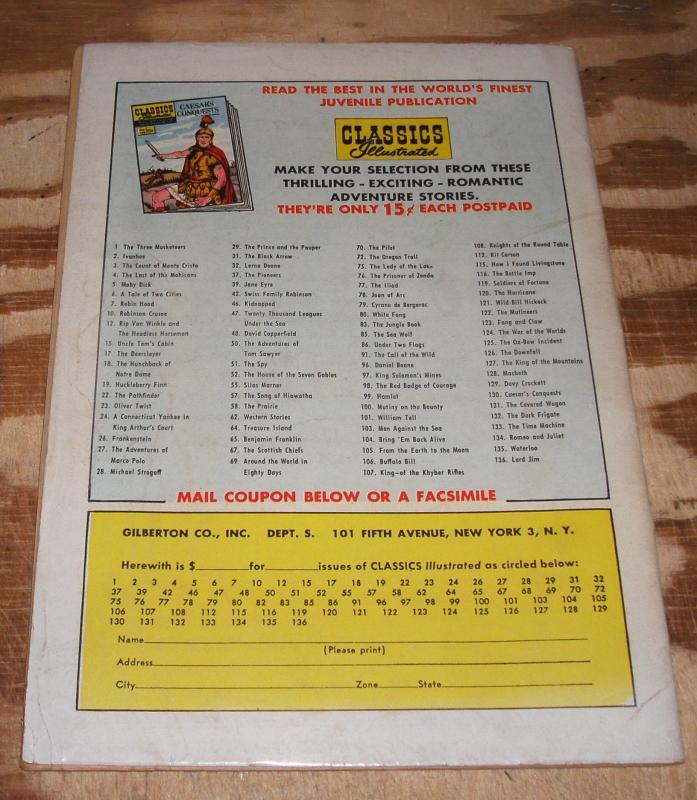 READ THE BEST IN THE WORLD'S FINEST
JUVENILE PUBLICATION
CLASSICS
Illustrated
CAESAR'S
CONQUESTS
CLASSICS
Illustrated
MAKE YOUR SELECTION FROM THESE
THRILLING - EXCITING - ROMANTIC
ADVENTURE STORIES.
THEY'RE ONLY 15¢ EACH POSTPAID
1 The Three Musketeers
2. Ivanhoe
3. The Count of Monte Cristo
4. The Last of the Mohicans
5. Moby Dick
6. A Tale of Two Cities
7. Robin Hood
10. Robinson Crusoe
12. Rip Van Winkle and
The Headless Horseman
15. Uncle Tom's Cabin
17. The Deerslayer
18. The Hunchback of
Notre Dame
19. Huckleberry Finn
22. The Pathfinder
23. Oliver Twist
24. A Connecticut Yankee in
King Arthur's Court
26. Frankenstein
27. The Adventures of
Marco Polo
28. Michael Strogoff
29. The Prince and the Pauper
31. The Black Arrow
32. Lorna Doone
37. The Pioneers
39. Jane Eyre
42. Swiss Family Robinson
46. Kidnapped
47. Twenty Thousand Leagues
Under the Sea
48. David Copperfield
50. The Adventures of
Tom Sawyer
51. The Spy
52. The House of the Seven Gables
55. Silas Marner
57. The Song of Hiawatha
58. The Prairie
62. Western Stories
64. Treasure Island
65. Benjamin Franklin
67. The Scottish Chiefs
69. Around the World in
Eighty Days
70. The Pilot
72. The Oregon Trail
75. The Lady of the Lake
76. The Prisoner of Zenda
77. The Iliad
78. Joan of Arc
79. Cyrano de Bergerac
80. White Fang
83. The Jungle Book
85. The Sea Wolf
86. Under Two Flags
91. The Call of the Wild
96. Daniel Boone
97. King Solomon's Mines
98. The Red Badge of Courage
99. Hamlet
100. Mutiny on the Bounty
101. William Tell
103. Men Against the Sea
104. Bring 'Em Back Alive
105. From the Earth to the Moon
106. Buffalo Bill
107. King—of the Khyber Rifles
108. Knights of the Round Table
112. Kit Carson
115. How I Found Livingstone
116. The Bottle Imp
119. Soldiers of Fortune
120. The Hurricane
121. Wild Bill Hickock
122. The Mutineers
123. Fang and Claw
124. The War of the Worlds
125. The Ox-Bow Incident
126. The Downfall
127. The King of the Mountains
128. Macbeth
129. Davy Crockett
130. Caesar's Conquests
131. The Covered Wagon
132. The Dark Frigate
133. The Time Machine
134. Romeo and Juliet
135. Waterloo
136. Lord Jim
MAIL COUPON BELOW OR A FACSIMILE
GILBERTON CO., INC. DEPT. S. 101 FIFTH AVENUE, NEW YORK 3, N. Y.
Herewith is $ for issues of CLASSICS Illustrated as circled below:
1 2 3 4 5 6 7 10 12 15 17 18 19 22 23 24 26 27 28 29 31 32
37 39 42 46 47 48 50 51 52 55 57 58 62 64 65 67 68 69 70 72
75 76 77 78 79 80 82 83 85 86 91 96 97 98 99 100 101 103 104 105
106 107 108 112 115 116 119 120 121 122 123 124 125 126 127 128 129
130 131 132 133 134 135 136
Name
(Please print)
Address
City Zone State